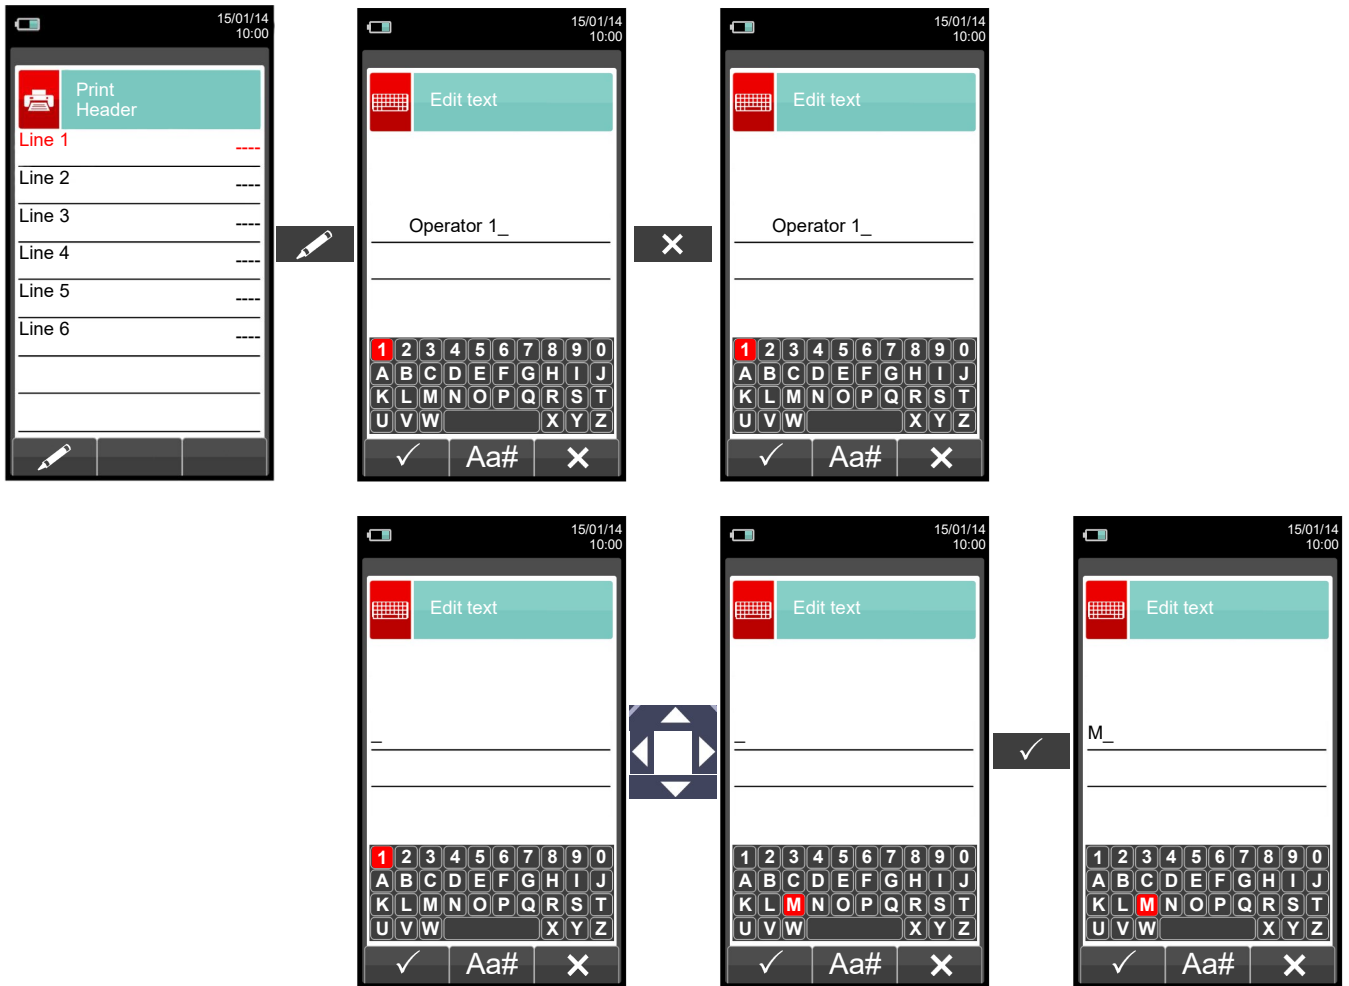 15/01/14
10:00
Print
Header
Line 1 ----
Line 2 ----
Line 3 ----
Line 4 ----
Line 5 ----
Line 6 ----
15/01/14
10:00
Edit text
Operator 1_
1 2 3 4 5 6 7 8 9 0
A B C D E F G H I J
K L M N O P Q R S T
U V W X Y Z
Aa#
15/01/14
10:00
Edit text
Operator 1_
1 2 3 4 5 6 7 8 9 0
A B C D E F G H I J
K L M N O P Q R S T
U V W X Y Z
Aa#
15/01/14
10:00
Edit text
_
1 2 3 4 5 6 7 8 9 0
A B C D E F G H I J
K L M N O P Q R S T
U V W X Y Z
Aa#
15/01/14
10:00
Edit text
_
1 2 3 4 5 6 7 8 9 0
A B C D E F G H I J
K L M N O P Q R S T
U V W X Y Z
Aa#
15/01/14
10:00
Edit text
M_
1 2 3 4 5 6 7 8 9 0
A B C D E F G H I J
K L M N O P Q R S T
U V W X Y Z
Aa#